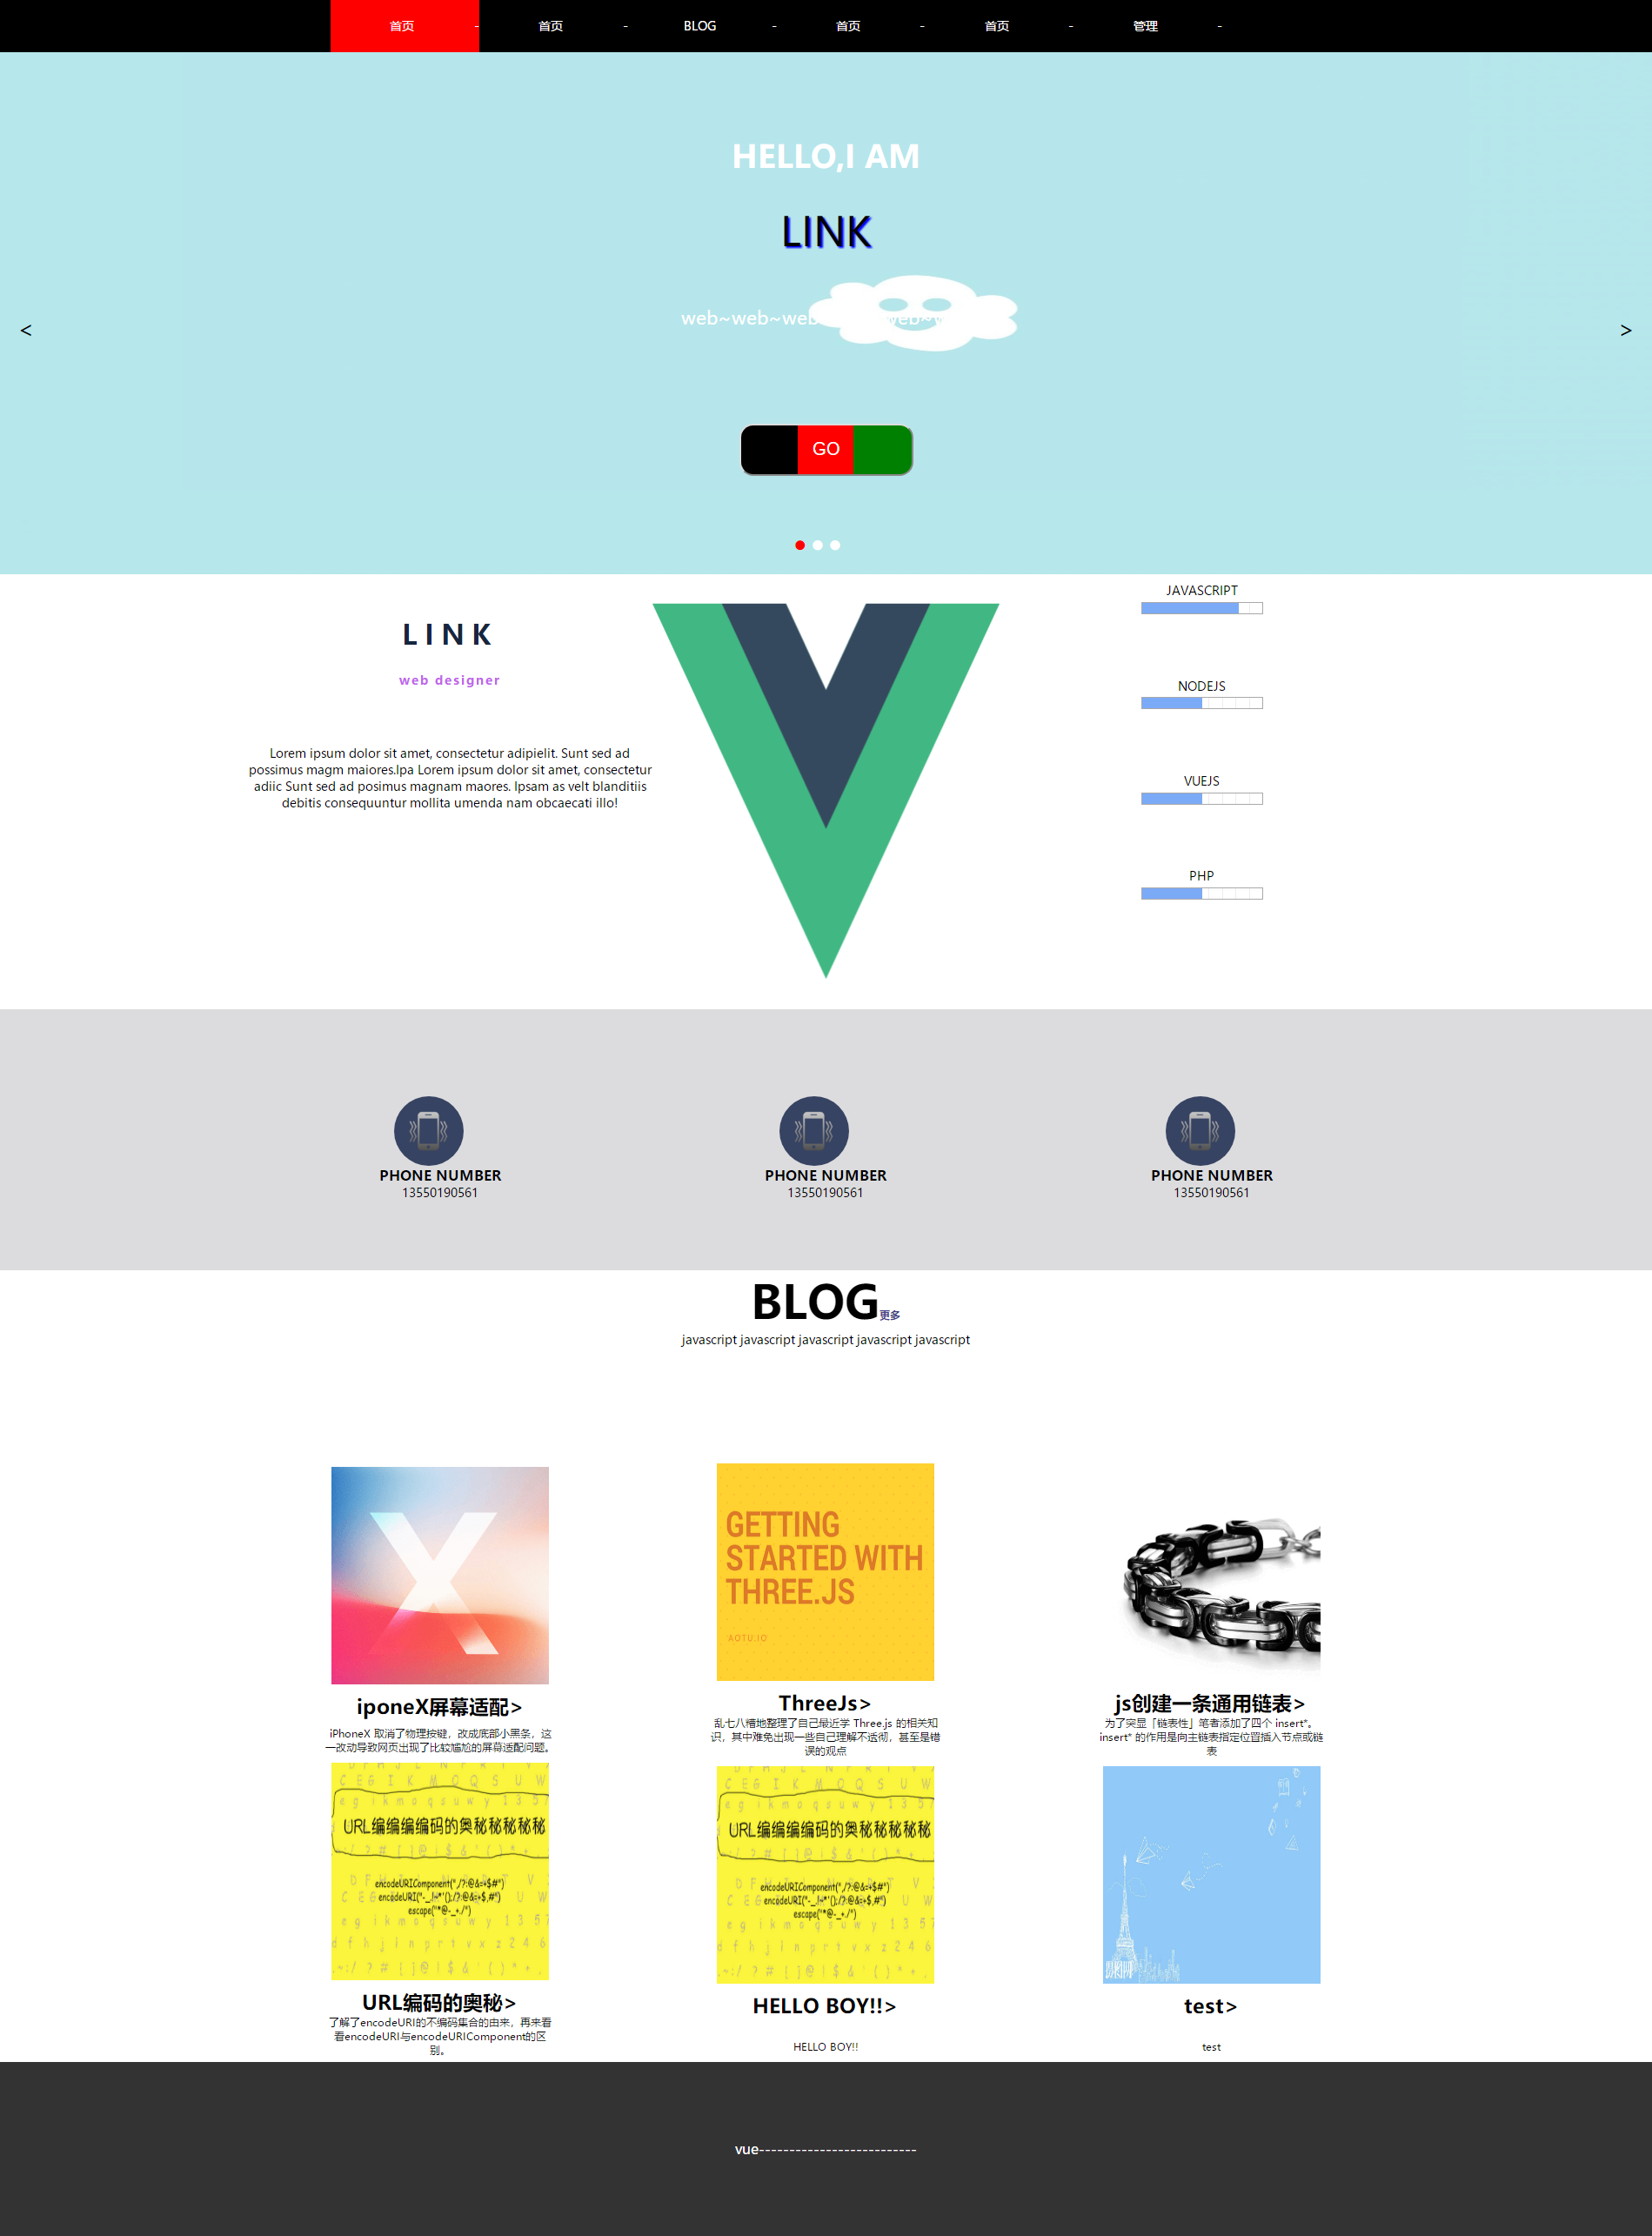 首页 - 首页 - BLOG - 首页 - 首页 - 管理 -
HELLO,I AM
LINK
web~web~web
<
>
GO
LINK
web designer
Lorem ipsum dolor sit amet, consectetur adipielit. Sunt sed ad
possimus magm maiores.Ipa Lorem ipsum dolor sit amet, consectetur
adiic Sunt sed ad posimus magnam maores. Ipsam as velt blanditiis
debitis consequuntur mollita umenda nam obcaecati illo!
JAVASCRIPT
NODEJS
VUEJS
PHP
PHONE NUMBER
13550190561
PHONE NUMBER
13550190561
PHONE NUMBER
13550190561
BLOG更多
javascript javascript javascript javascript javascript
X
iponeX屏幕适配>
iPhoneX 取消了物理按键，改成底部小黑条，这
一改动导致网页出现了比较尴尬的屏幕适配问题。
GETTING
STARTED WITH
THREE.JS
AOTU.IO
ThreeJs>
乱七八糟地整理了自己最近学 Three.js 的相关知
识，其中难免出现一些自己理解不透彻，甚至是错
误的观点
js创建一条通用链表>
为了突显「链表性」笔者添加了四个 insert*。
insert* 的作用是向主链表指定位置插入节点或链
表
URL编编编编码的奥秘秘秘秘秘
encodeURIComponent(",/?:@&=+$#")
escape("*@-_+./")
URL编码的奥秘>
了解了encodeURI的不编码集合的由来，再来看
看encodeURI与encodeURIComponent的区
别。
URL编编编编码的奥秘秘秘秘秘
encodeURIComponent(",/?:@&=+$#")
escape("*@-_+./")
HELLO BOY!!>
HELLO BOY!!
test>
test
vue--------------------------